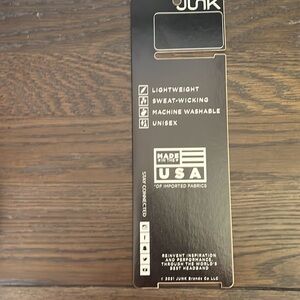 JUNK
LIGHTWEIGHT
SWEAT-WICKING
MACHINE WASHABLE
UNISEX
MADE
IN THE
USA
*OF IMPORTED FABRICS
STAY CONNECTED
REINVENT INSPIRATION
AND PERFORMANCE,
THROUGH THE WORLD'S
BEST HEADBAND
© 2021 JUNK Brands Co LLC